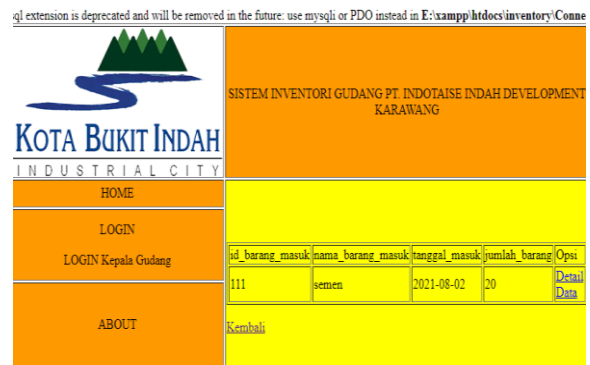 sql extension is deprecated and will be removed in the future: use mysqli or PDO instead in E:\xampp\htdocs\inventory\Conne
KOTA BUKIT INDAH
INDUSTRIAL CITY
SISTEM INVENTORI GUDANG PT. INDOTAISE INDAH DEVELOPMENT
KARAWANG
HOME
LOGIN
LOGIN Kepala Gudang
ABOUT
id_barang_masuk nama_barang_masuk tanggal_masuk jumlah_barang Opsi
111 semen 2021-08-02 20 Detail
Data
Kembali